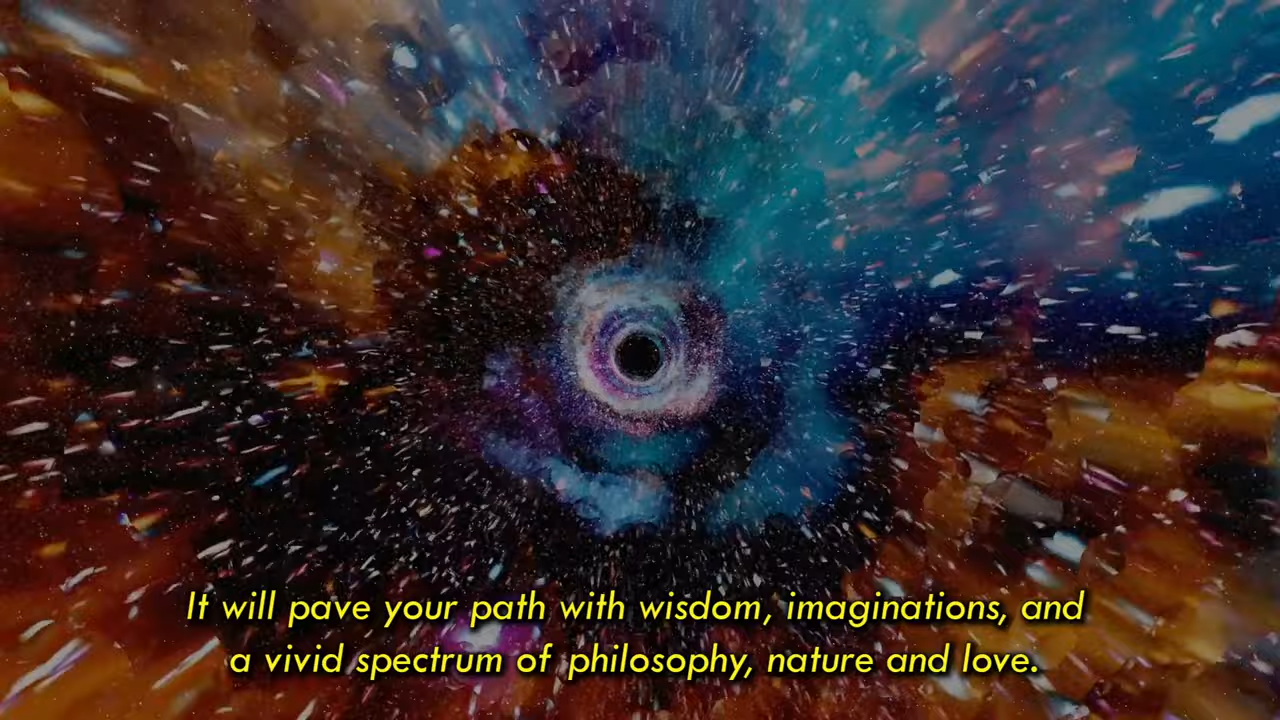 It will pave your path with wisdom, imaginations, and
a vivid spectrum of philosophy, nature and love.